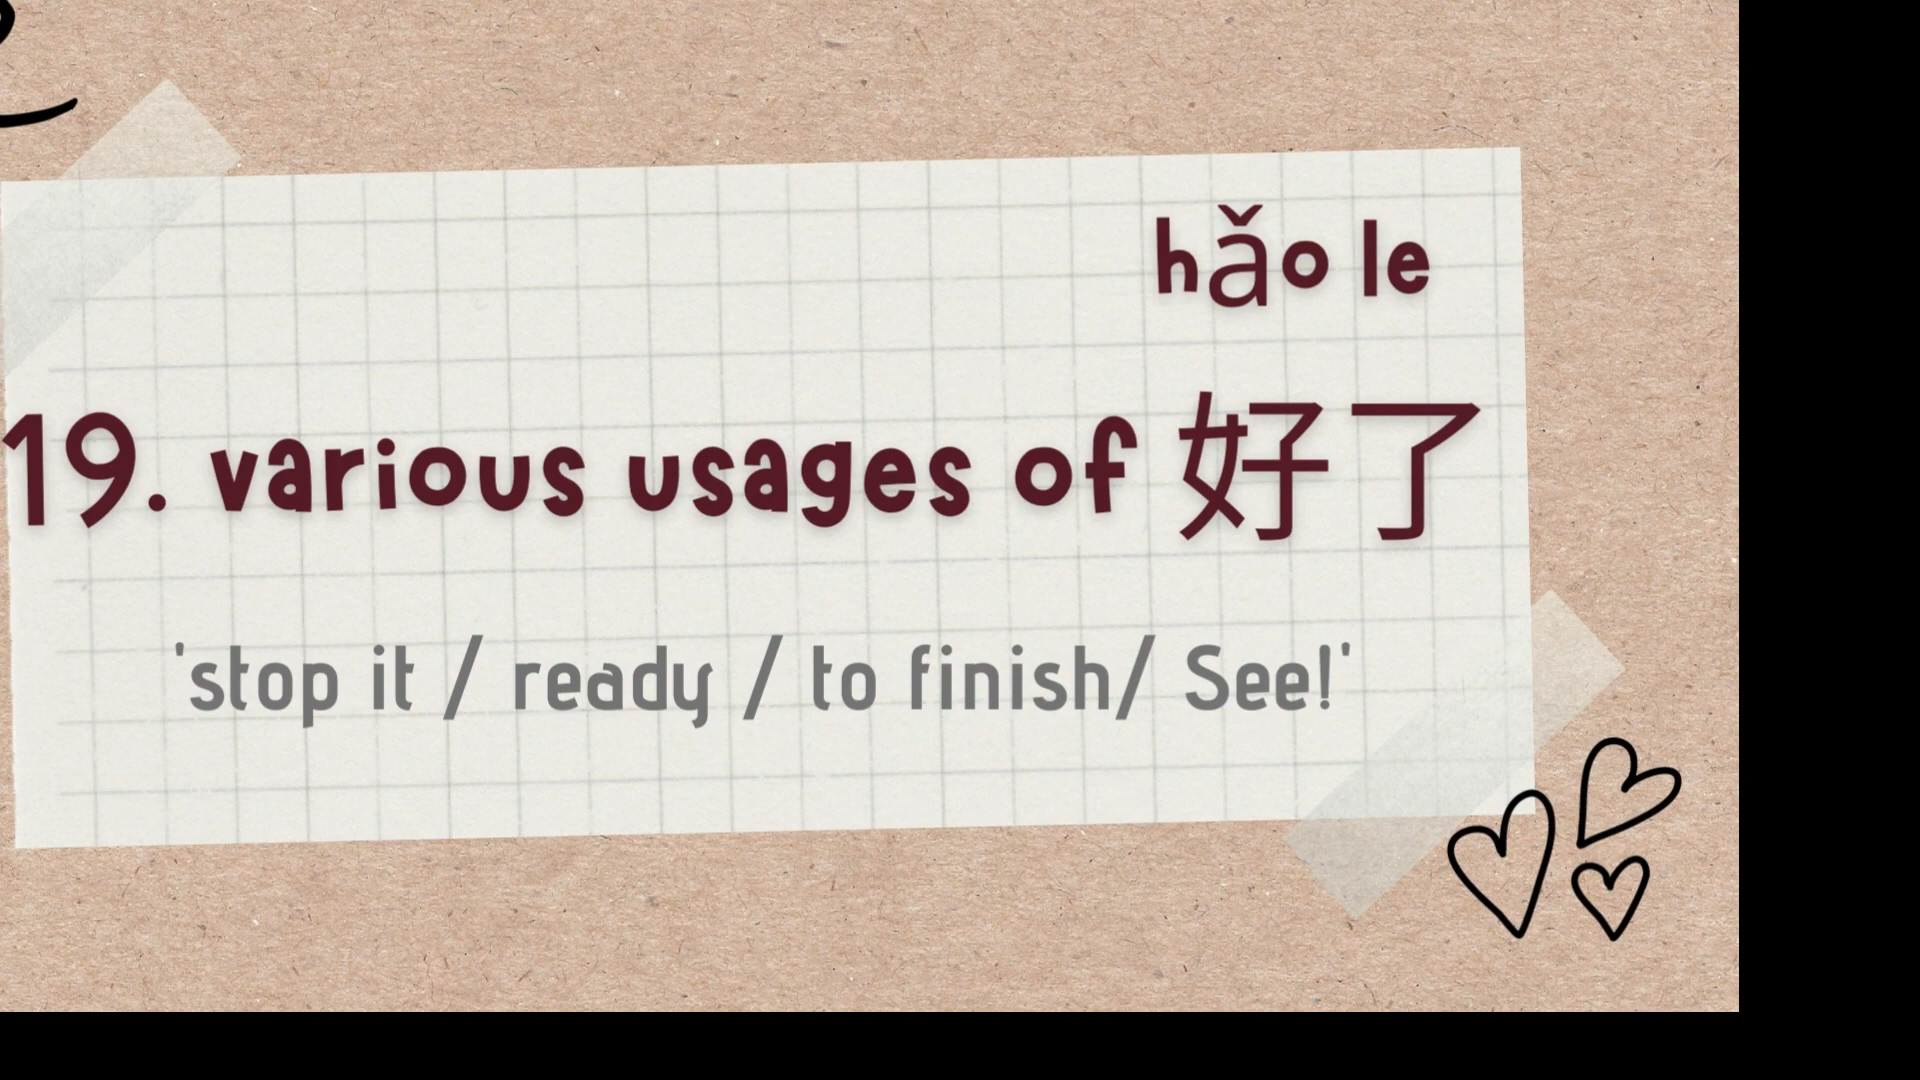 hǎo le
19. various usages of 好了
'stop it / ready / to finish/ See!'